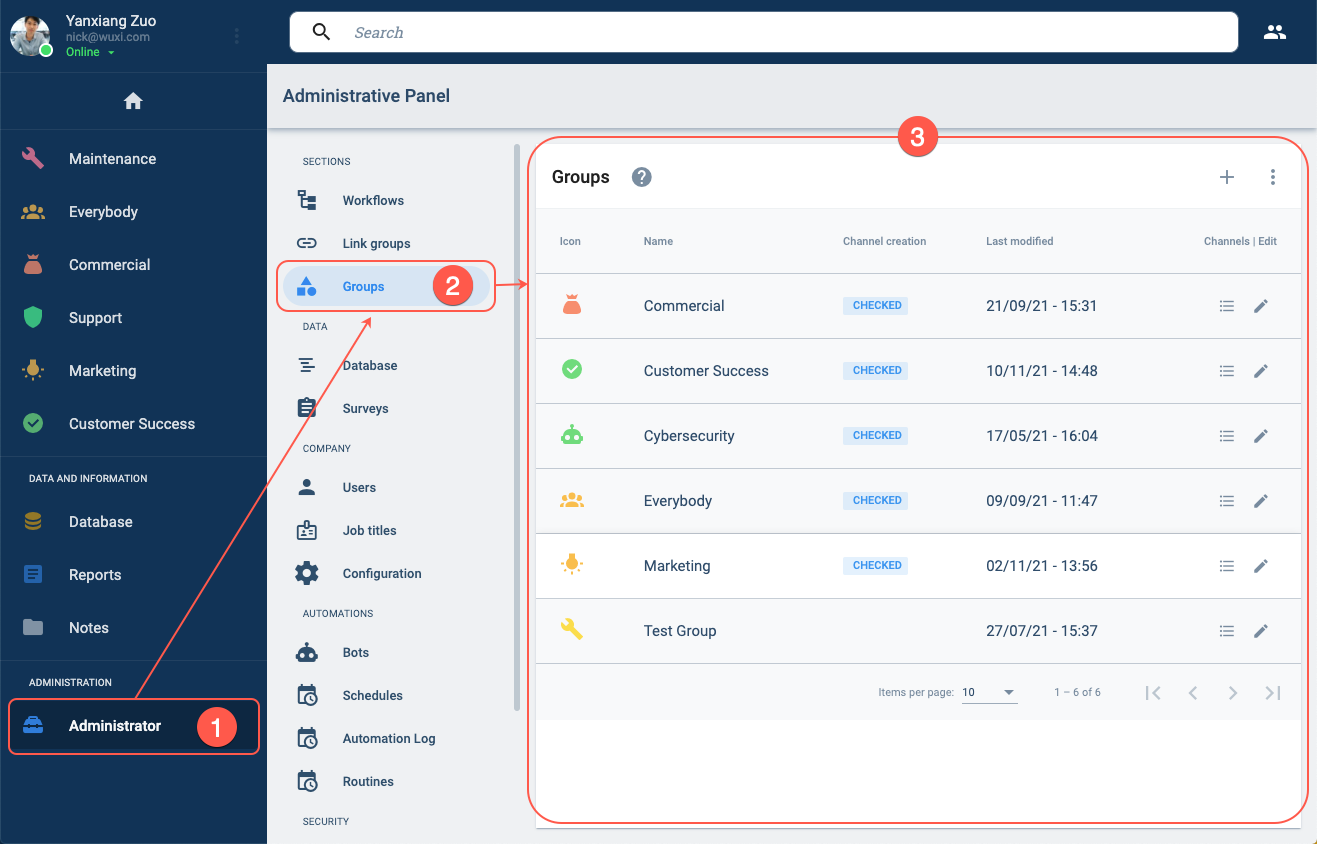 Yanxiang Zuo
nick@wuxi.com
Online
Search
Administrative Panel
Maintenance
Everybody
Commercial
Support
Marketing
Customer Success
DATA AND INFORMATION
Database
Reports
Notes
ADMINISTRATION
Administrator
1
SECTIONS
Workflows
Link groups
Groups
2
DATA
Database
Surveys
COMPANY
Users
Job titles
Configuration
AUTOMATIONS
Bots
Schedules
Automation Log
Routines
SECURITY
3
Groups ?
Icon Name Channel creation Last modified Channels | Edit
Commercial CHECKED 21/09/21 - 15:31
Customer Success CHECKED 10/11/21 - 14:48
Cybersecurity CHECKED 17/05/21 - 16:04
Everybody CHECKED 09/09/21 - 11:47
Marketing CHECKED 02/11/21 - 13:56
Test Group 27/07/21 - 15:37
Items per page: 10 1 – 6 of 6